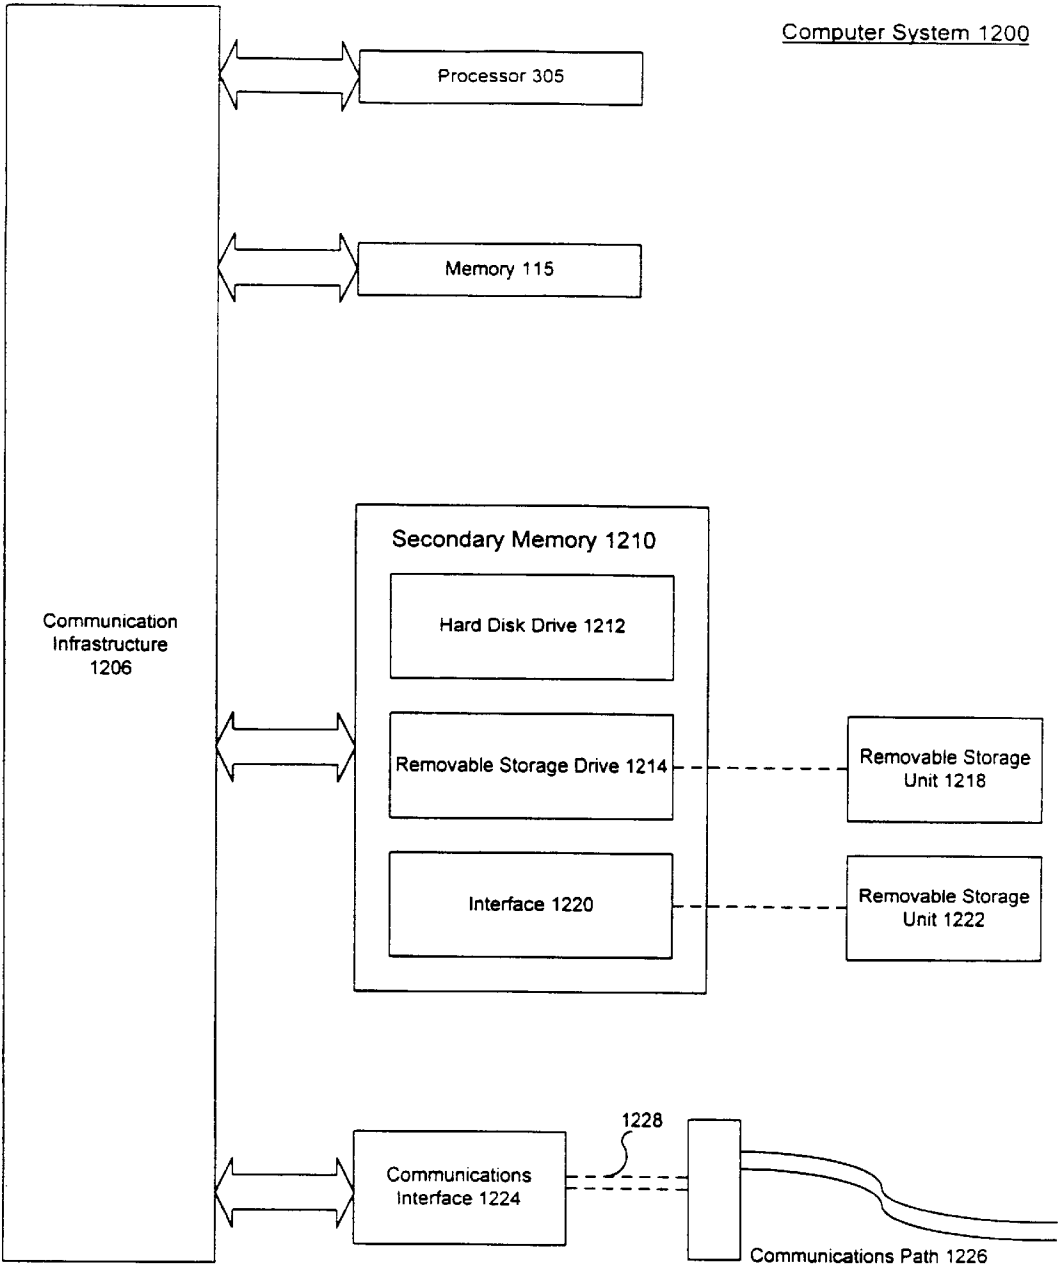 Computer System 1200
Processor 305
Memory 115
Communication
Infrastructure
1206
Secondary Memory 1210
Hard Disk Drive 1212
Removable Storage Drive 1214
Removable Storage
Unit 1218
Interface 1220
Removable Storage
Unit 1222
1228
Communications
Interface 1224
Communications Path 1226